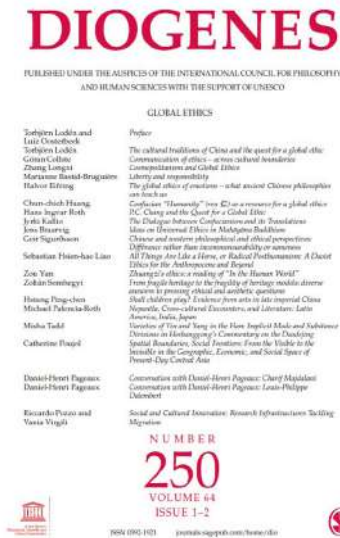 DIOGENES
PUBLISHED UNDER THE AUSPICES OF THE INTERNATIONAL COUNCIL FOR PHILOSOPHY
AND HUMAN SCIENCES WITH THE SUPPORT OF UNESCO
GLOBAL ETHICS
Torbjörn Lodén and Preface
Luiz Oosterbeek
Torbjörn Lodén The cultural traditions of China and the quest for a global ethic
Göran Collste Communication of ethics – across cultural boundaries
Zhang Longxi Cosmopolitanism and Global Ethics
Marianne Bastid-Bruguière Liberty and responsibility
Halvor Eifring The global ethics of emotions – what ancient Chinese philosophies
can teach us
Chun-chieh Huang Confucian "Humanity" (ren 仁) as a resource for a global ethics
Hans Ingvar Roth P.C. Chang and the Quest for a Global Ethic
Jyrki Kallio The Dialogue between Confucianism and its Translations
Jens Braarvig Ideas on Universal Ethics in Mahāyāna Buddhism
Geir Sigurðsson Chinese and western philosophical and ethical perspectives:
Difference rather than incommensurability or sameness
Sebastian Hsien-hao Liao All Things Are Like a Horse, or Radical Posthumanism: A Daoist
Ethics for the Anthropocene and Beyond
Zou Yan Zhuangzi's ethics: a reading of "In the Human World"
Zoltán Somhegyi From fragile heritage to the fragility of heritage models: diverse
answers to pressing ethical and aesthetic questions
Hsiung Ping-chen Shall children play? Evidence from arts in late imperial China
Michael Palencia-Roth Nepantla, Cross-cultural Encounters, and Literature: Latin
America, India, Japan
Misha Tadd Varieties of Yin and Yang in the Han: Implicit Mode and Substance
Divisions in Heshanggong's Commentary on the Daodejing
Catherine Poujol Spatial Boundaries, Social Frontiers: From the Visible to the
Invisible in the Geographic, Economic, and Social Space of
Present-Day Central Asia
Daniel-Henri Pageaux Conversation with Daniel-Henri Pageaux: Charif Majdalani
Daniel-Henri Pageaux Conversation with Daniel-Henri Pageaux: Louis-Philippe
Dalembert
Riccardo Pozzo and Social and Cultural Innovation: Research Infrastructures Tackling
Vania Virgili Migration
NUMBER
250
VOLUME 64
ISSUE 1–2
ISSN 0392-1921 journals.sagepub.com/home/dio